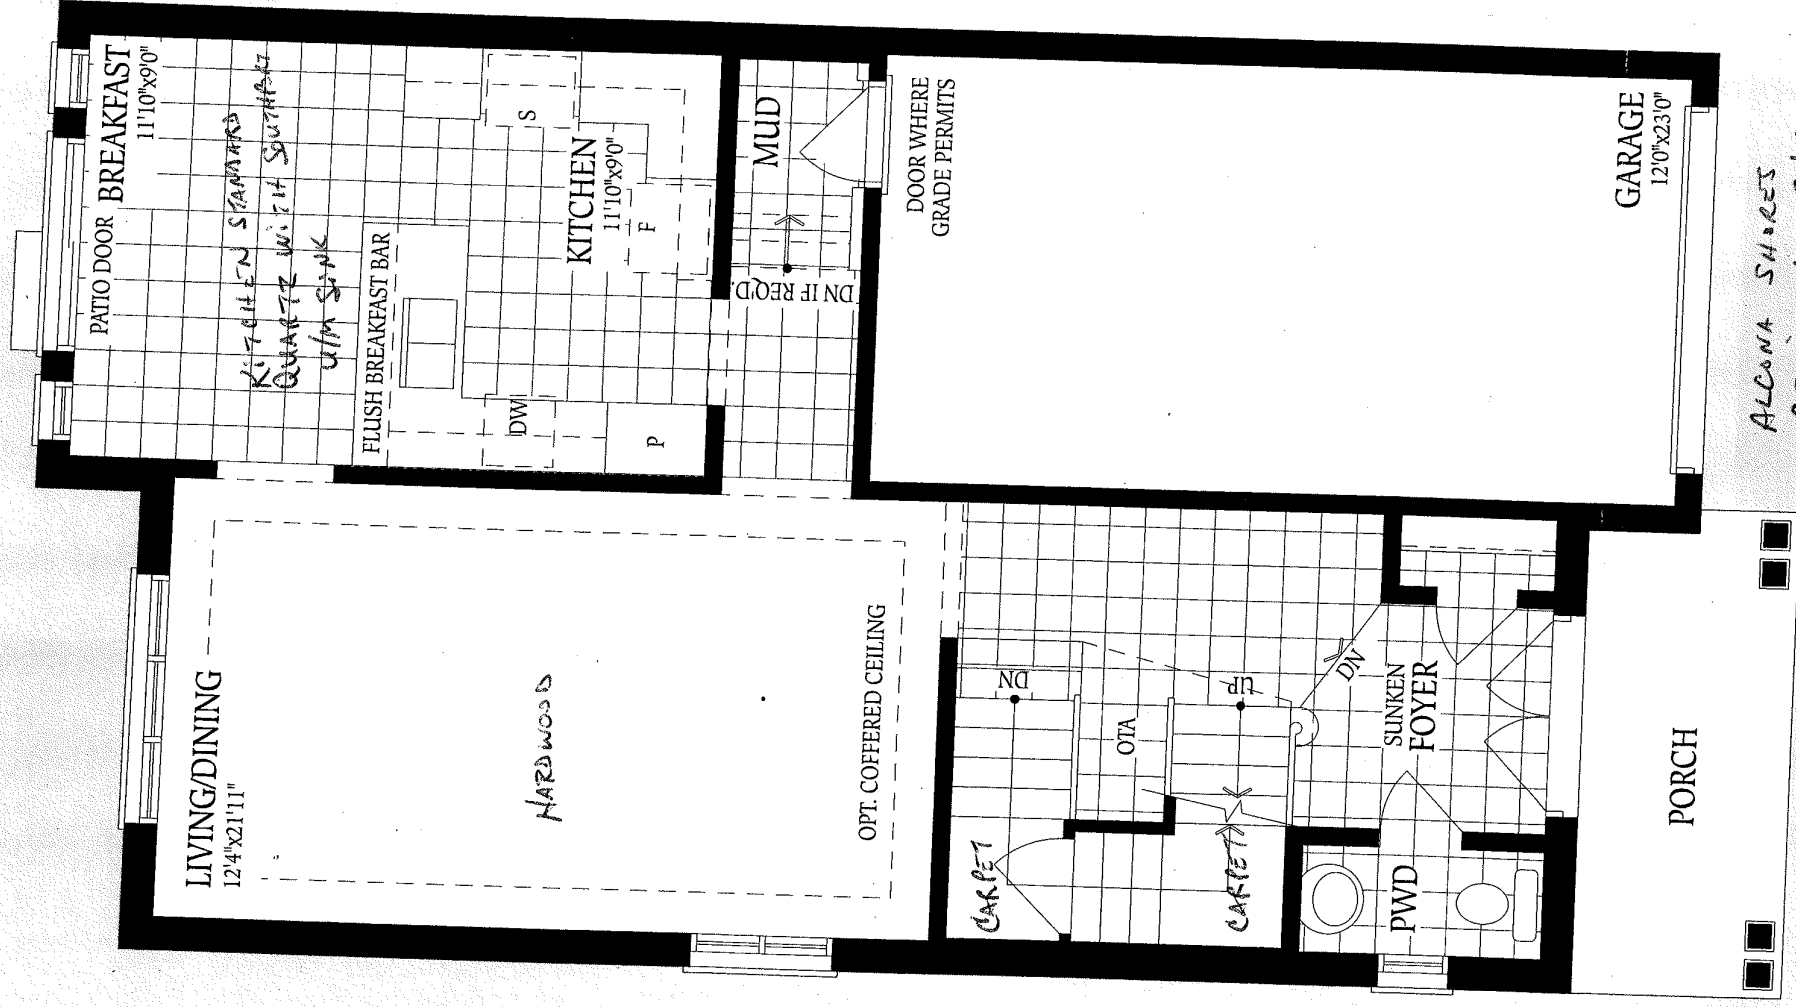 BREAKFAST
11'10"x9'0"
PATIO DOOR
KITCHEN STANDARD
QUARTZ WITH SOUTHPORT
U/M SINK
FLUSH BREAKFAST BAR
S
KITCHEN
11'10"x9'0"
F
DW
P
MUD
DN IF REQ'D.
DOOR WHERE
GRADE PERMITS
GARAGE
12'0"x23'0"
ALCONA SHORES
LIVING/DINING
12'4"x21'11"
HARDWOOD
OPT. COFFERED CEILING
DN
OTA
UP
CARPET
CARPET
DN
SUNKEN
FOYER
PWD
PORCH